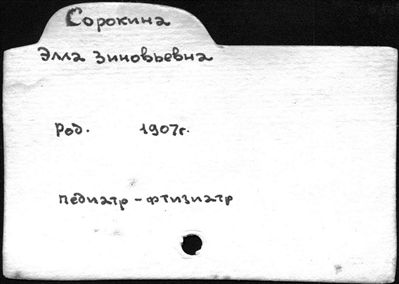 Сорокина
Элла Зиновьевна
Род. 1907г.
педиатр - фтизиатр